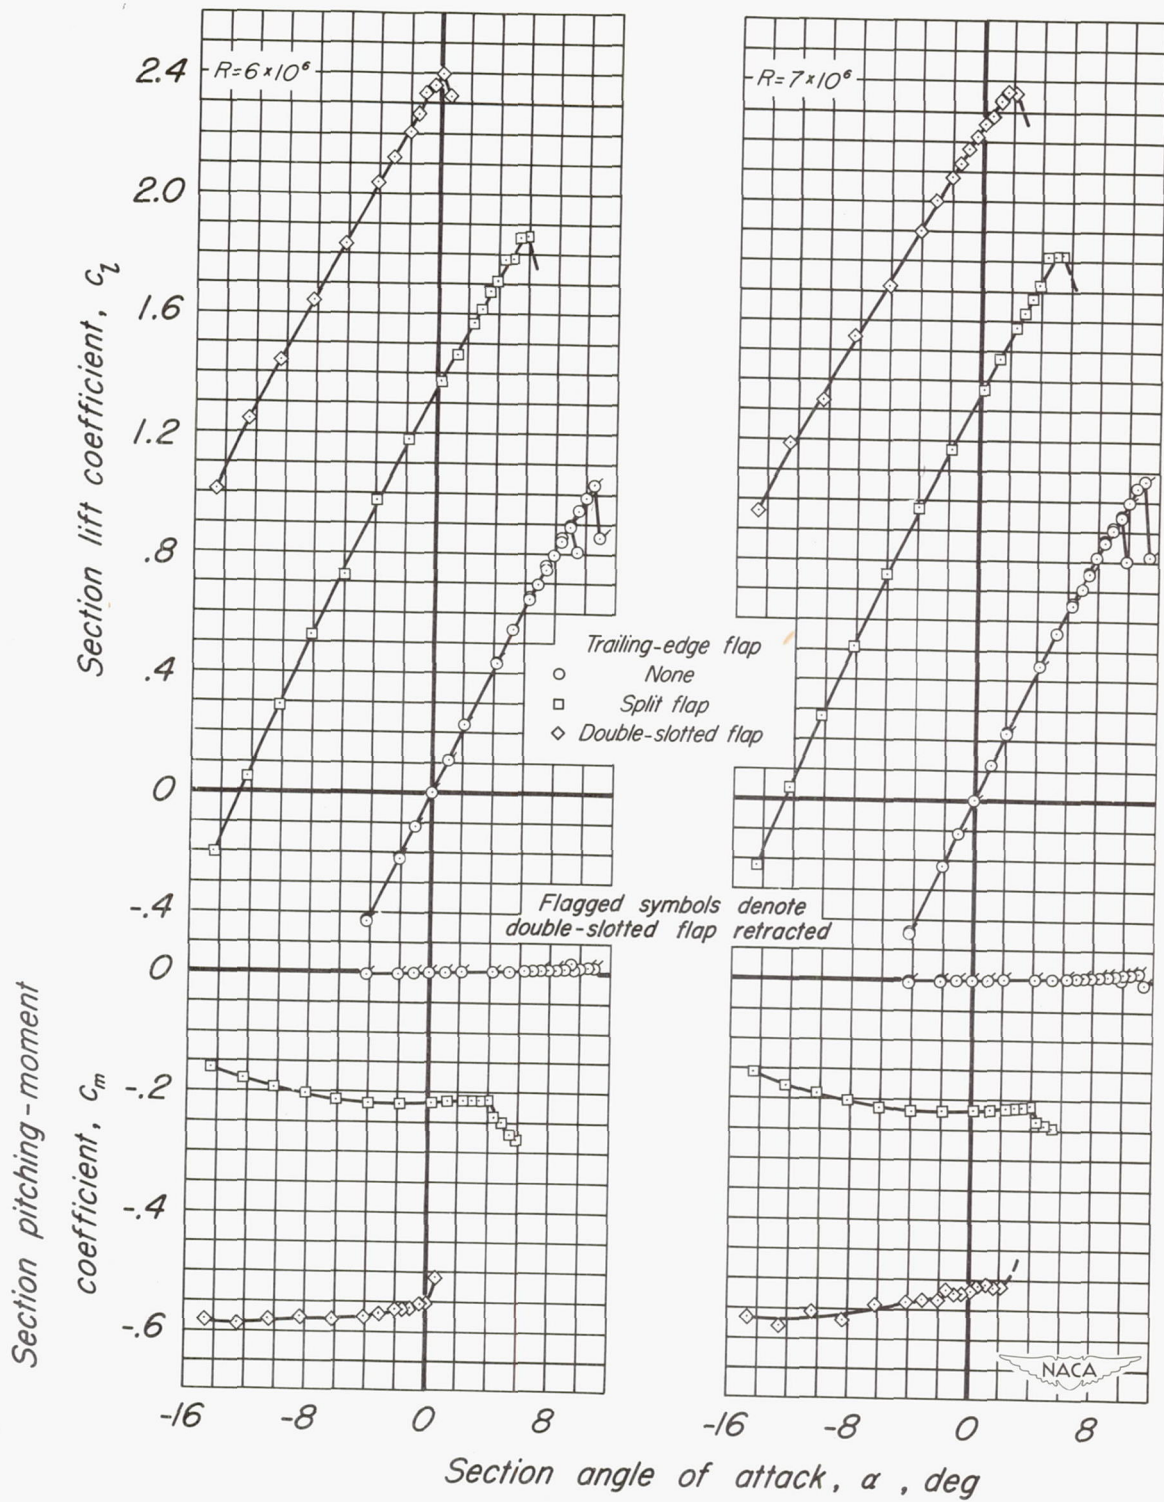 R=6×10⁶
R=7×10⁶
2.4
2.0
1.6
1.2
.8
.4
0
-.4
0
-.2
-.4
-.6
Section lift coefficient, cl
Section pitching-moment
coefficient, cm
Trailing-edge flap
None
Split flap
Double-slotted flap
Flagged symbols denote
double-slotted flap retracted
NACA
-16 -8 0 8
-16 -8 0 8
Section angle of attack, α, deg